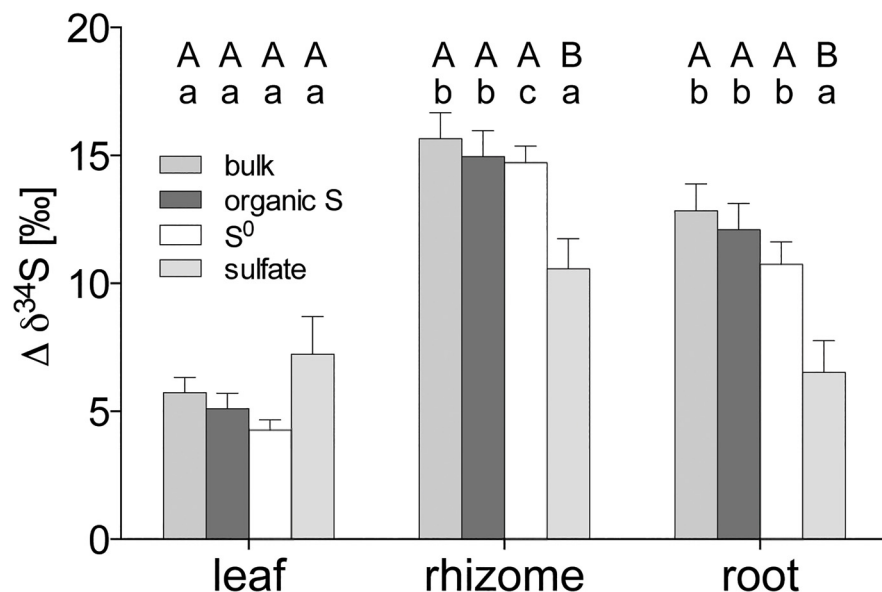 20
15
10
5
0
Δ δ³⁴S [‰]
A A A A
a a a a
A A A B
b b c a
A A A B
b b b a
bulk
organic S
S⁰
sulfate
leaf
rhizome
root